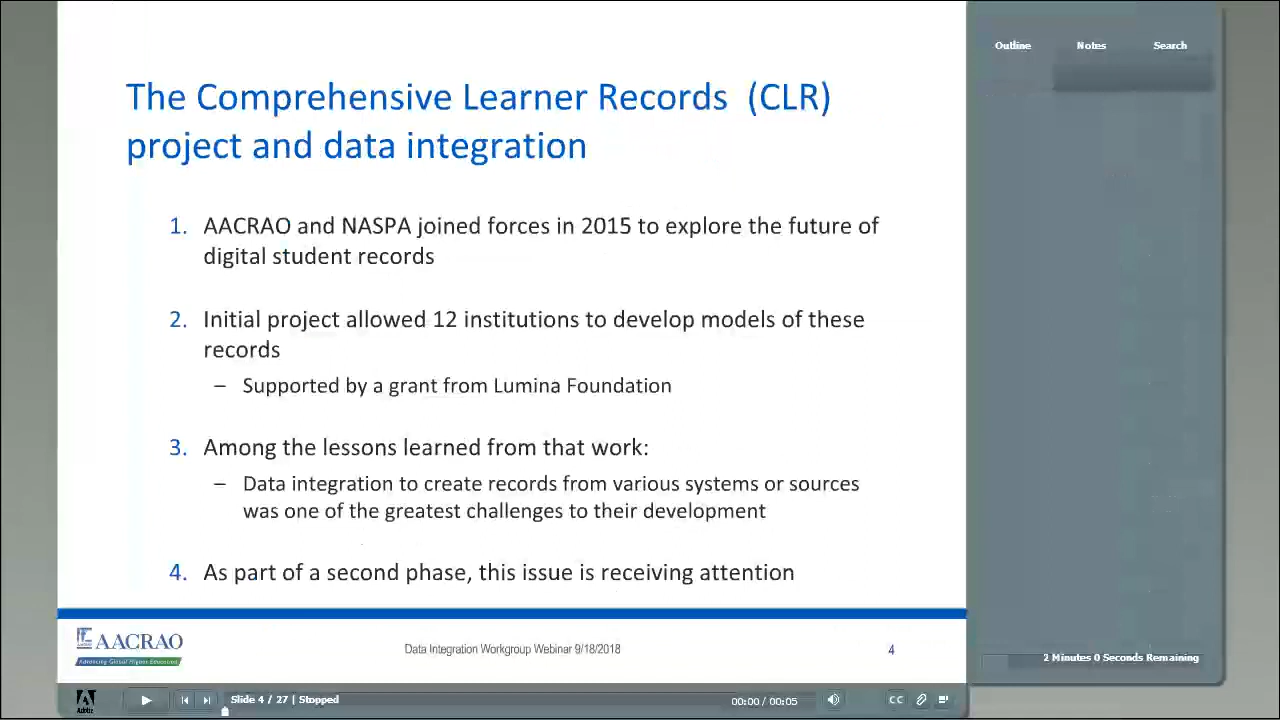 The Comprehensive Learner Records (CLR)
project and data integration
1. AACRAO and NASPA joined forces in 2015 to explore the future of
digital student records
2. Initial project allowed 12 institutions to develop models of these
records
– Supported by a grant from Lumina Foundation
3. Among the lessons learned from that work:
– Data integration to create records from various systems or sources
was one of the greatest challenges to their development
4. As part of a second phase, this issue is receiving attention
AACRAO
Advancing Global Higher Education
Data Integration Workgroup Webinar 9/18/2018
4
Outline Notes Search
2 Minutes 0 Seconds Remaining
Adobe
Slide 4 / 27 | Stopped
00:00 / 00:05
CC